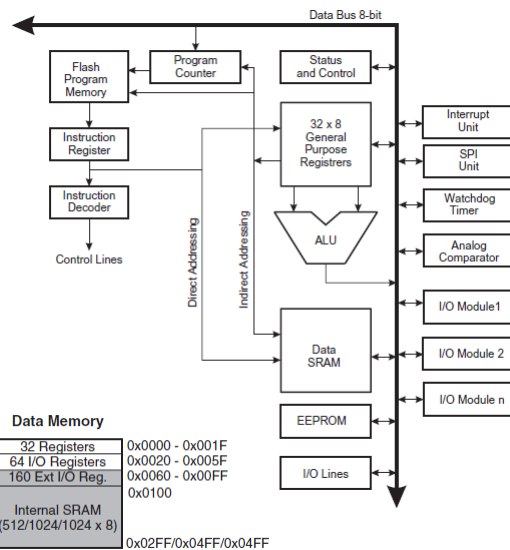 Data Bus 8-bit
Flash
Program
Memory
Program
Counter
Status
and Control
Instruction
Register
Instruction
Decoder
Control Lines
32 x 8
General
Purpose
Registrers
ALU
Direct Addressing
Indirect Addressing
Data
SRAM
EEPROM
I/O Lines
Interrupt
Unit
SPI
Unit
Watchdog
Timer
Analog
Comparator
I/O Module1
I/O Module 2
I/O Module n
Data Memory
32 Registers 0x0000 - 0x001F
64 I/O Registers 0x0020 - 0x005F
160 Ext I/O Reg. 0x0060 - 0x00FF
0x0100
Internal SRAM
(512/1024/1024 x 8)
0x02FF/0x04FF/0x04FF